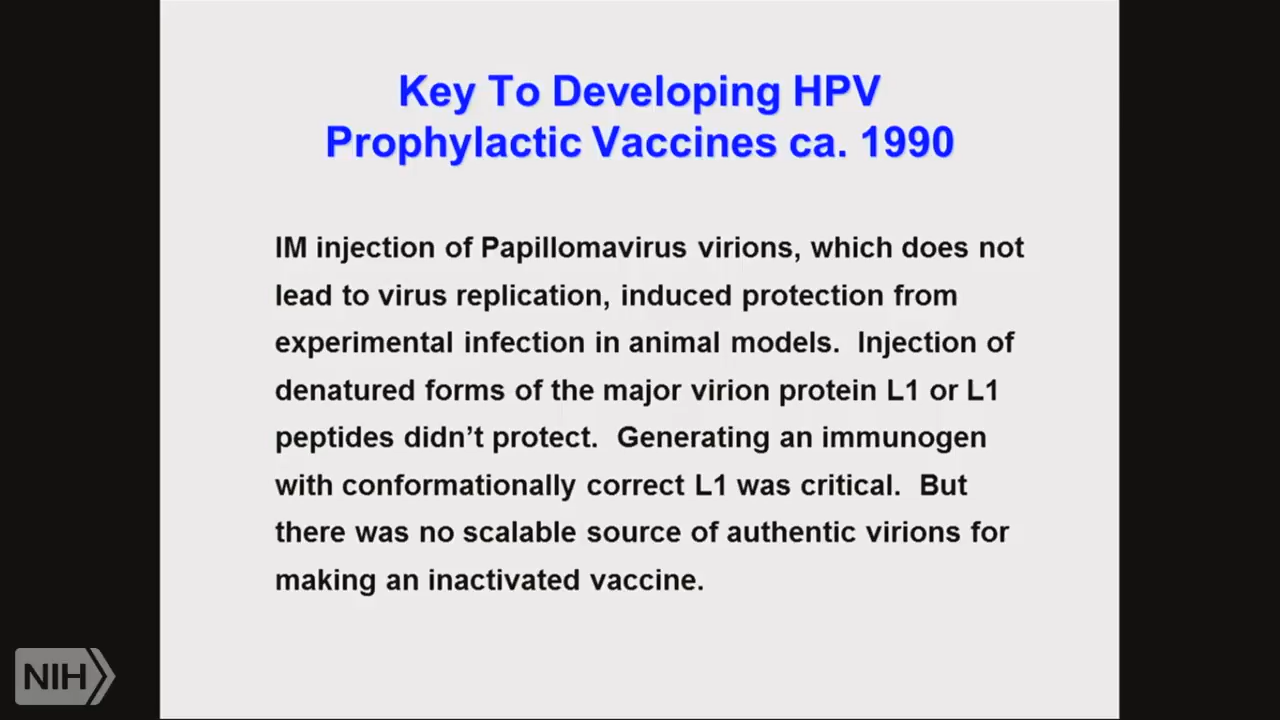 Key To Developing HPV
Prophylactic Vaccines ca. 1990
IM injection of Papillomavirus virions, which does not
lead to virus replication, induced protection from
experimental infection in animal models.  Injection of
denatured forms of the major virion protein L1 or L1
peptides didn’t protect.  Generating an immunogen
with conformationally correct L1 was critical.  But
there was no scalable source of authentic virions for
making an inactivated vaccine.
NIH